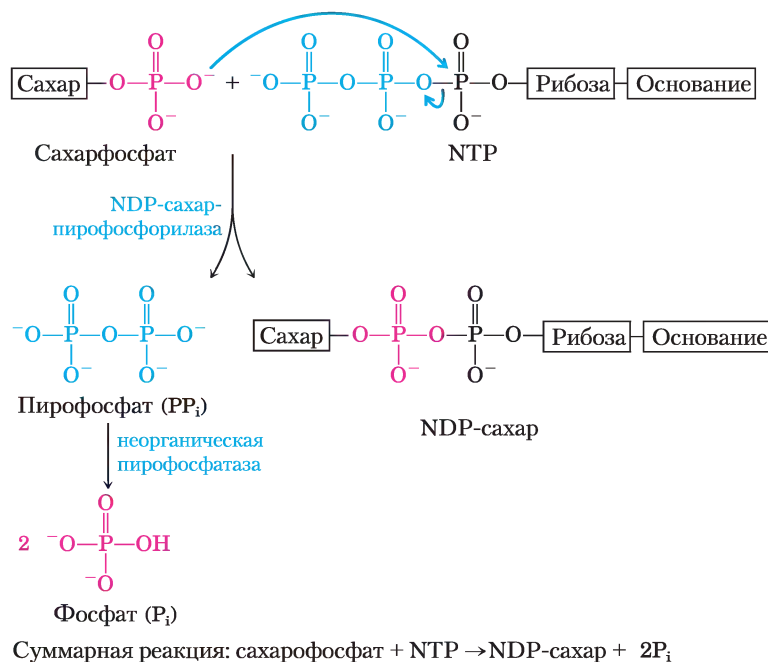 O O O O
Сахар—O—P—O⁻ + ⁻O—P—O—P—O—P—O—Рибоза—Основание
O⁻ O⁻ O⁻ O⁻
Сахарфосфат NTP
NDP-сахар-
пирофосфорилаза
O O O O
⁻O—P—O—P—O⁻ Сахар—O—P—O—P—O—Рибоза—Основание
O⁻ O⁻ O⁻ O⁻
Пирофосфат (PPᵢ) NDP-сахар
неорганическая
пирофосфатаза
O
2 ⁻O—P—OH
⁻O
Фосфат (Pᵢ)
Суммарная реакция: сахарофосфат + NTP →NDP-сахар + 2Pᵢ